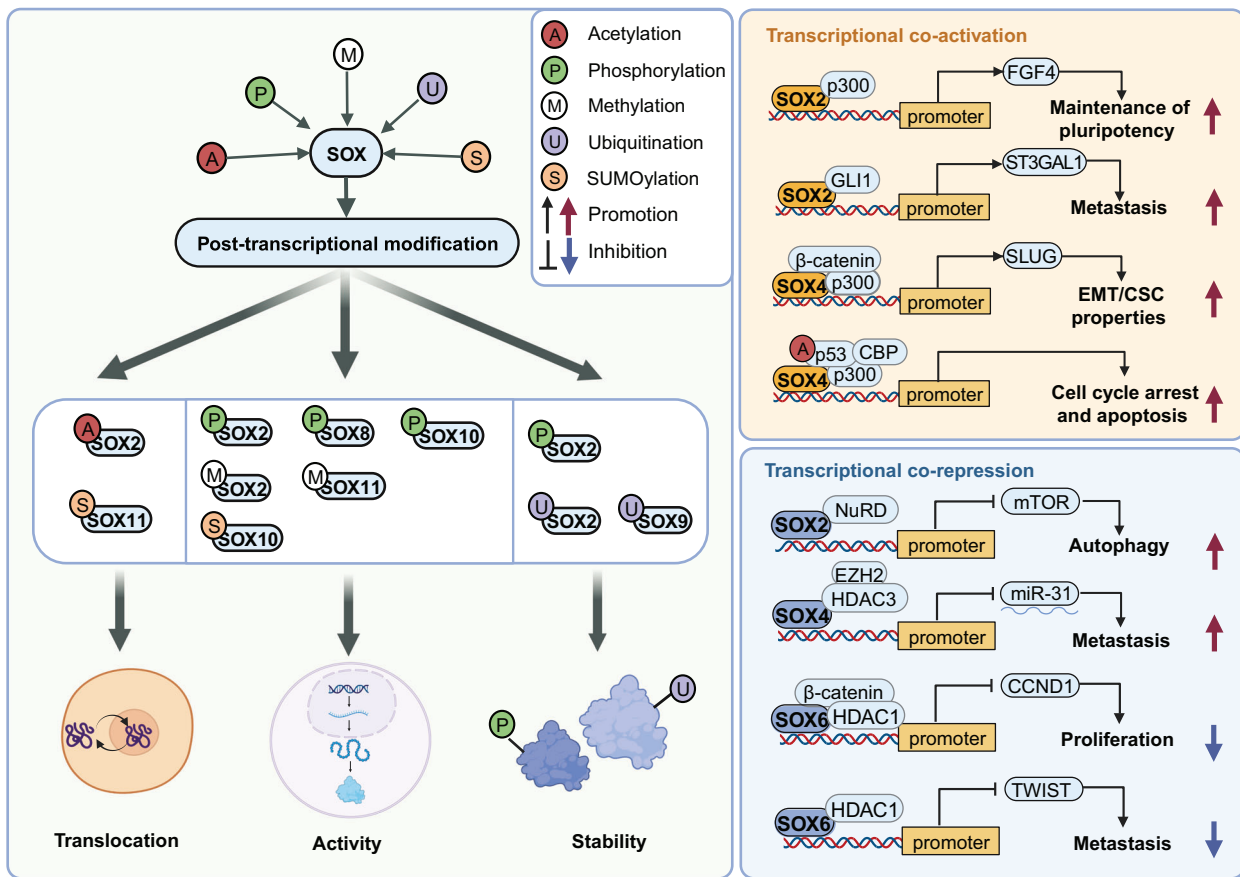 M
P
U
A
SOX
S
Post-transcriptional modification
A Acetylation
P Phosphorylation
M Methylation
U Ubiquitination
S SUMOylation
Promotion
Inhibition
A
SOX2
S
SOX11
P
SOX2
P
SOX8
P
SOX10
M
SOX2
M
SOX11
S
SOX10
P
SOX2
U
SOX2
U
SOX9
P
U
Translocation
Activity
Stability
Transcriptional co-activation
SOX2
p300
promoter
FGF4
Maintenance of
pluripotency
SOX2
GLI1
promoter
ST3GAL1
Metastasis
β-catenin
SOX4
p300
promoter
SLUG
EMT/CSC
properties
A
p53
CBP
SOX4
p300
promoter
Cell cycle arrest
and apoptosis
Transcriptional co-repression
SOX2
NuRD
promoter
mTOR
Autophagy
EZH2
SOX4
HDAC3
promoter
miR-31
Metastasis
β-catenin
SOX6
HDAC1
promoter
CCND1
Proliferation
SOX6
HDAC1
promoter
TWIST
Metastasis